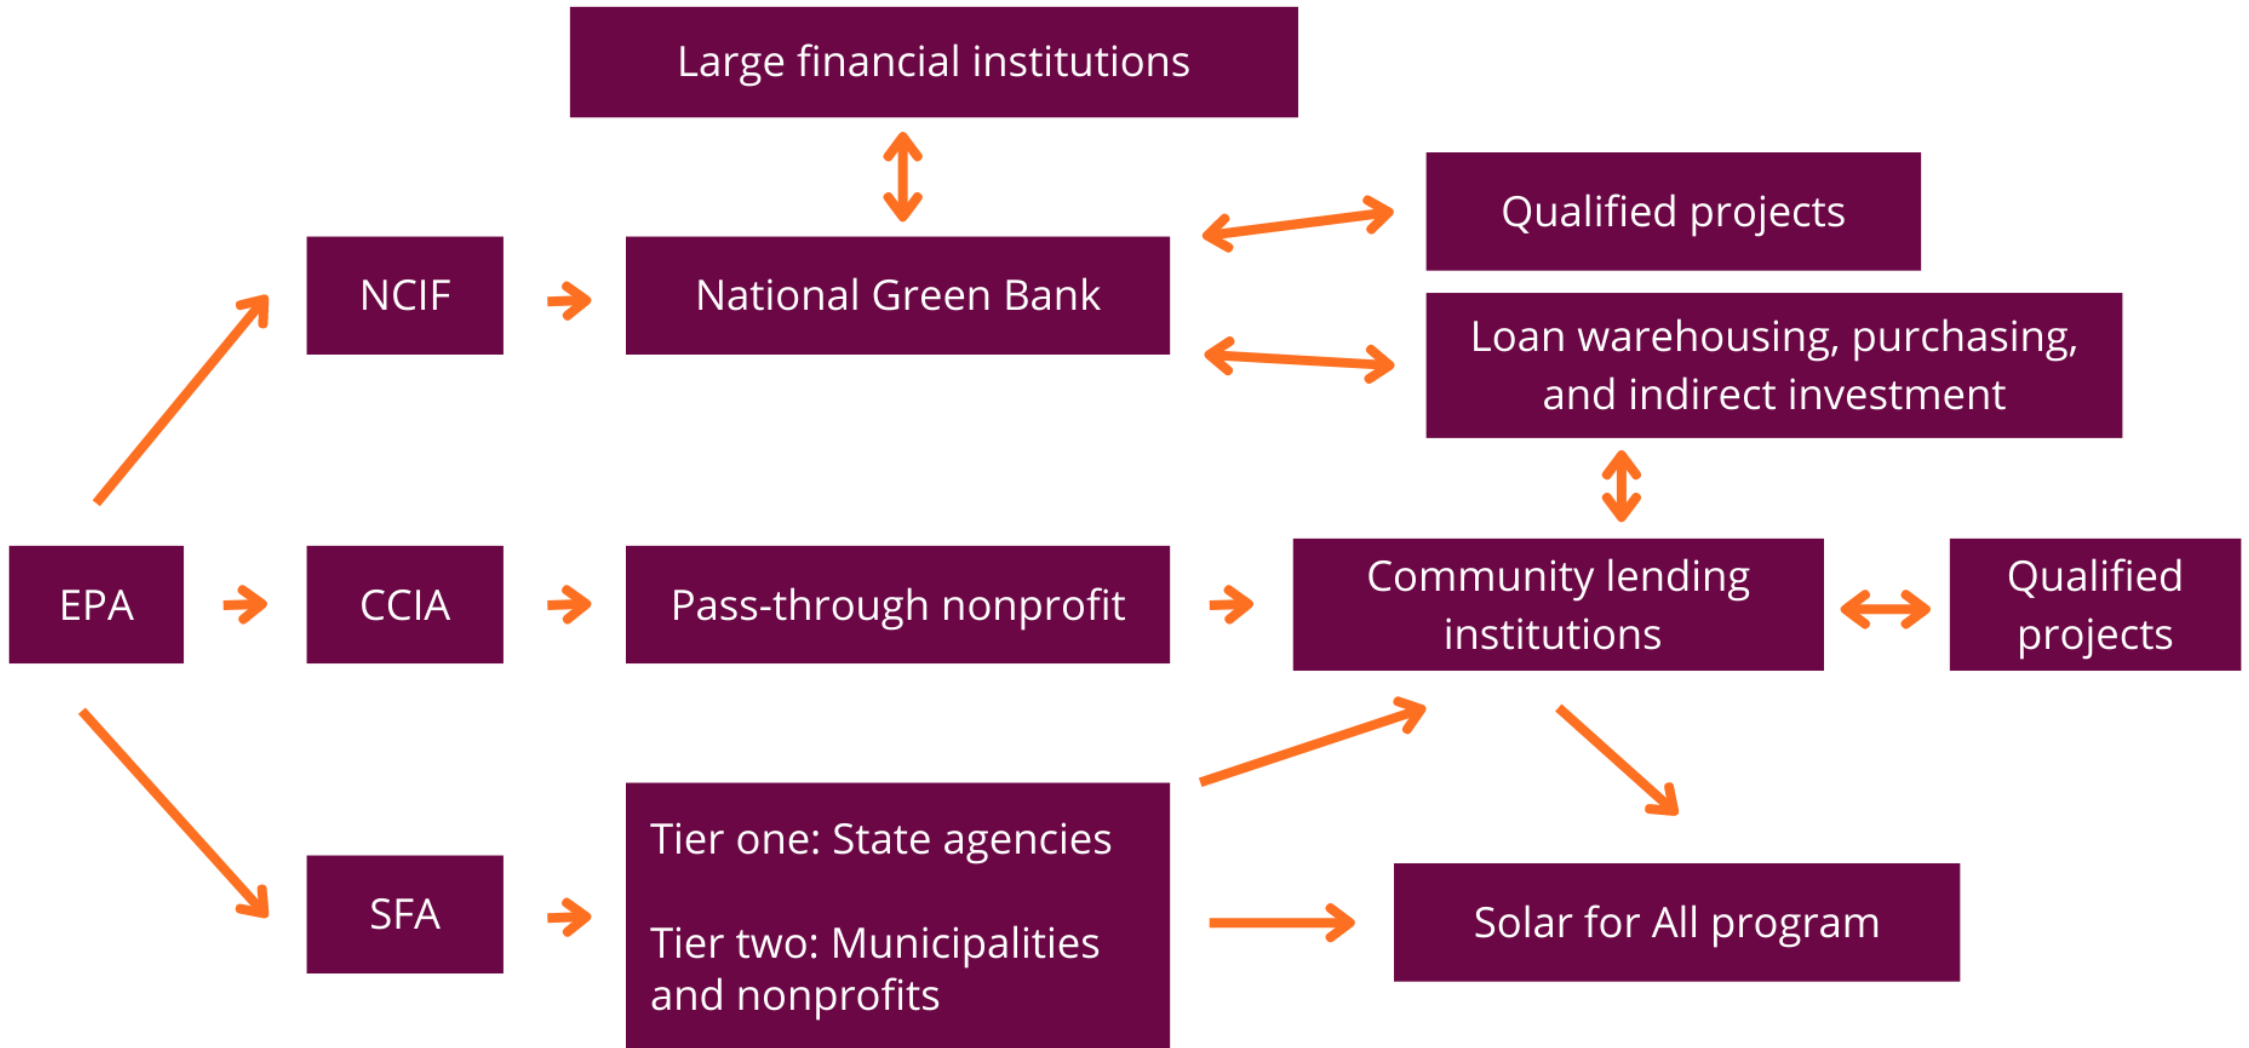 Large financial institutions
Qualified projects
NCIF
National Green Bank
Loan warehousing, purchasing,
and indirect investment
EPA
CCIA
Pass-through nonprofit
Community lending
institutions
Qualified
projects
SFA
Tier one: State agencies
Tier two: Municipalities
and nonprofits
Solar for All program